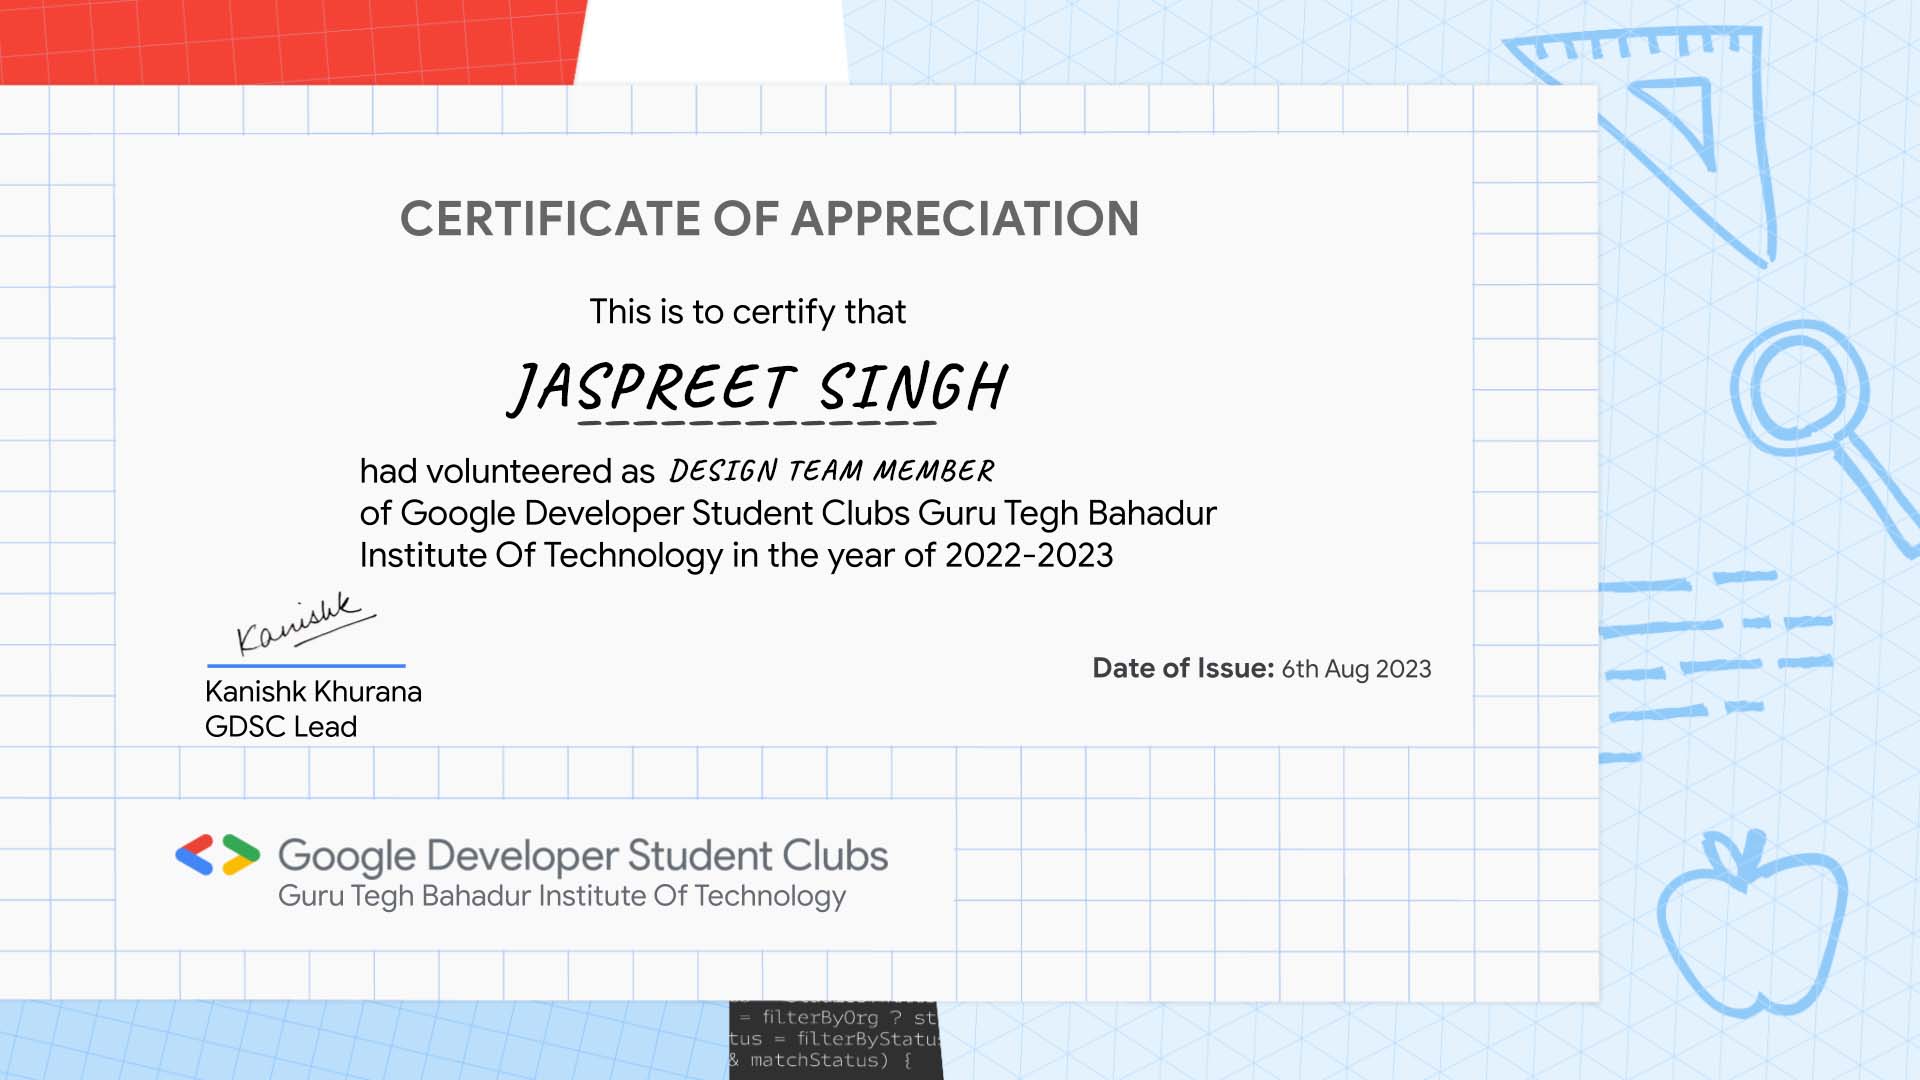 CERTIFICATE OF APPRECIATION
This is to certify that
JASPREET SINGH
had volunteered as DESIGN TEAM MEMBER
of Google Developer Student Clubs Guru Tegh Bahadur
Institute Of Technology in the year of 2022-2023
Kanishk
Kanishk Khurana
GDSC Lead
Date of Issue: 6th Aug 2023
Google Developer Student Clubs
Guru Tegh Bahadur Institute Of Technology
= filterByOrg ? st
tus = filterByStatus
& matchStatus) {